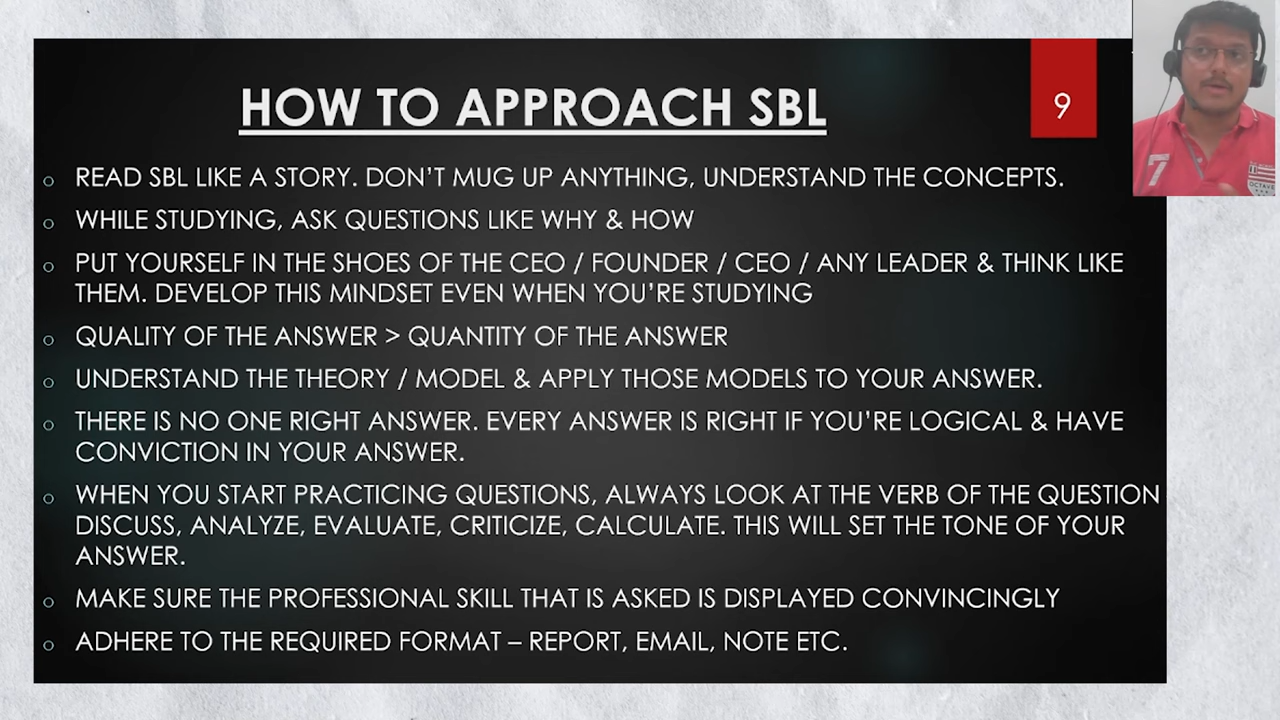 HOW TO APPROACH SBL
9
o READ SBL LIKE A STORY. DON'T MUG UP ANYTHING, UNDERSTAND THE CONCEPTS.
o WHILE STUDYING, ASK QUESTIONS LIKE WHY & HOW
o PUT YOURSELF IN THE SHOES OF THE CEO / FOUNDER / CEO / ANY LEADER & THINK LIKE
THEM. DEVELOP THIS MINDSET EVEN WHEN YOU'RE STUDYING
o QUALITY OF THE ANSWER > QUANTITY OF THE ANSWER
o UNDERSTAND THE THEORY / MODEL & APPLY THOSE MODELS TO YOUR ANSWER.
o THERE IS NO ONE RIGHT ANSWER. EVERY ANSWER IS RIGHT IF YOU'RE LOGICAL & HAVE
CONVICTION IN YOUR ANSWER.
o WHEN YOU START PRACTICING QUESTIONS, ALWAYS LOOK AT THE VERB OF THE QUESTION
DISCUSS, ANALYZE, EVALUATE, CRITICIZE, CALCULATE. THIS WILL SET THE TONE OF YOUR
ANSWER.
o MAKE SURE THE PROFESSIONAL SKILL THAT IS ASKED IS DISPLAYED CONVINCINGLY
o ADHERE TO THE REQUIRED FORMAT – REPORT, EMAIL, NOTE ETC.
7
OCTAVE